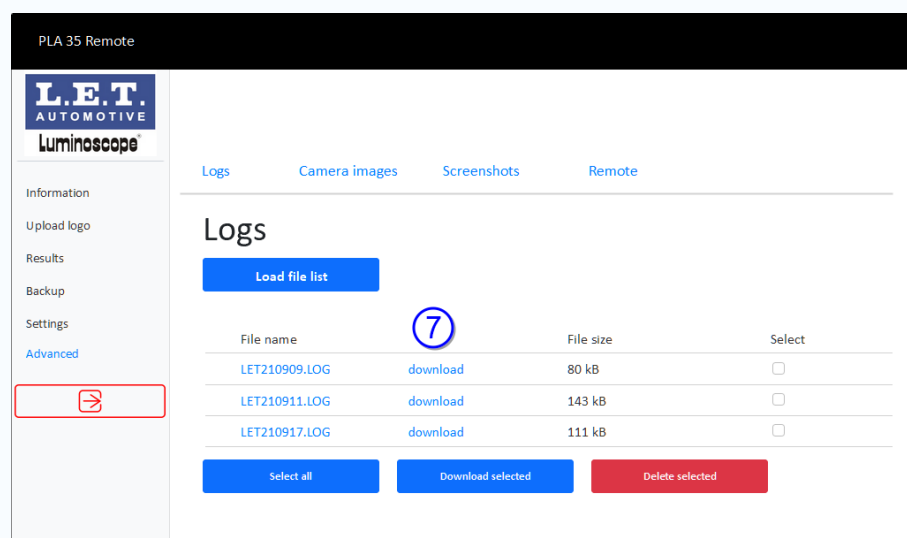 PLA 35 Remote
L.E.T.
AUTOMOTIVE
Luminoscope®
Information
Upload logo
Results
Backup
Settings
Advanced
Logs Camera images Screenshots Remote
Logs
Load file list
7
File name File size Select
LET210909.LOG download 80 kB
LET210911.LOG download 143 kB
LET210917.LOG download 111 kB
Select all Download selected Delete selected